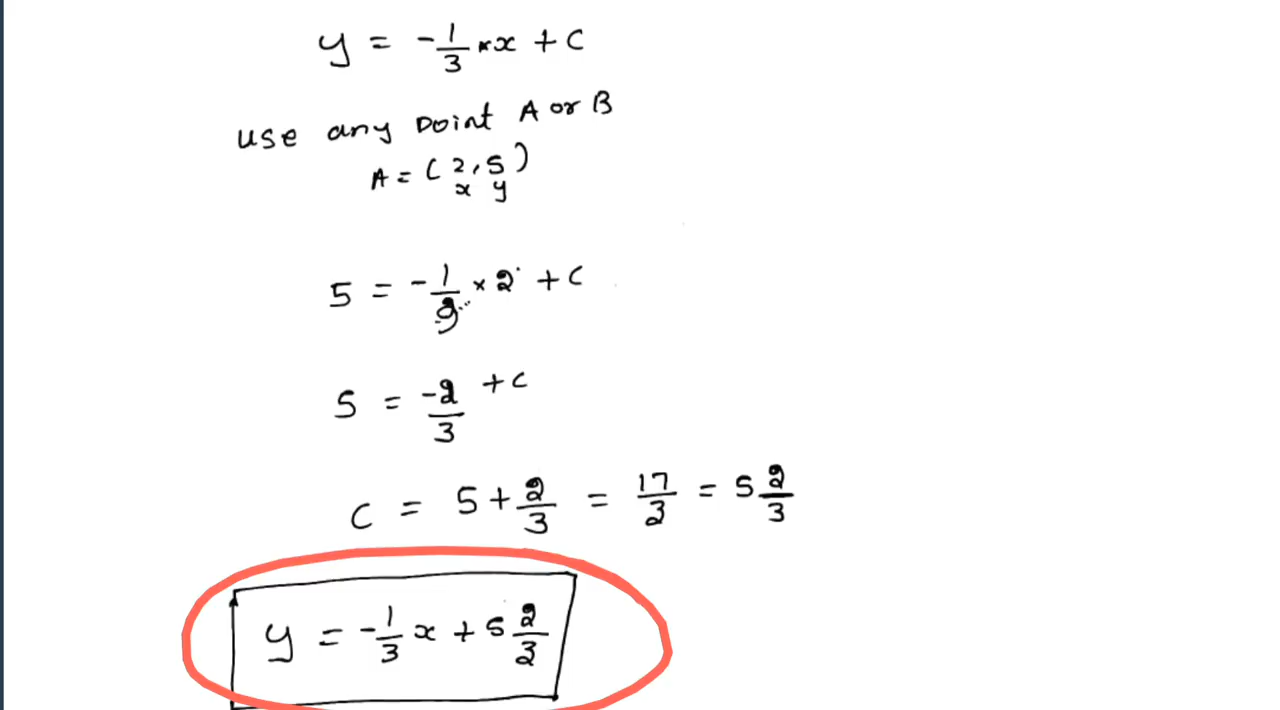 y = -1/3 * x + C
Use any point A or B
A = (2, 5)
x y
5 = -1/3 × 2 + C
5 = -2/3 + C
C = 5 + 2/3 = 17/3 = 5 2/3
y = -1/3 x + 5 2/3